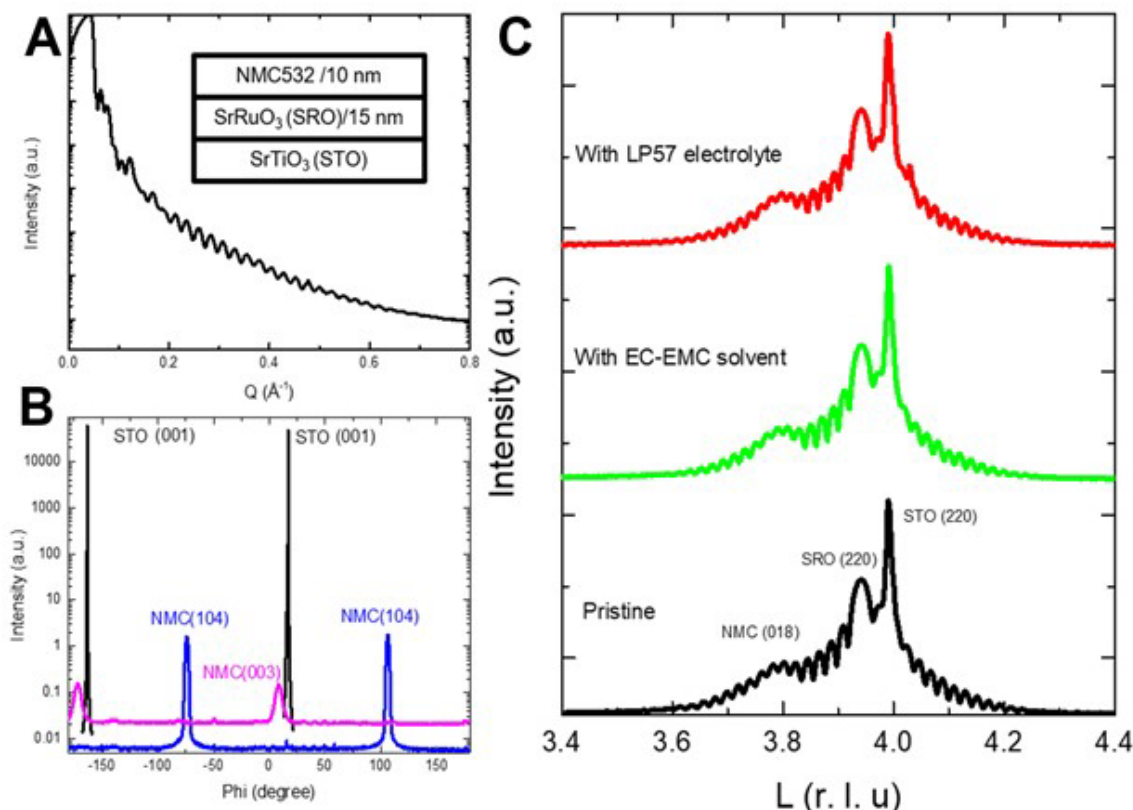 A
Intensity (a.u.)
NMC532 /10 nm
SrRuO₃ (SRO)/15 nm
SrTiO₃ (STO)
0.0 0.2 0.4 0.6 0.8
Q (Å⁻¹)
B
Intensity (a.u.)
10000
1000
100
10
1
0.1
0.01
STO (001)
STO (001)
NMC(104)
NMC(104)
NMC(003)
-150 -100 -50 0 50 100 150
Phi (degree)
C
Intensity (a.u.)
With LP57 electrolyte
With EC-EMC solvent
STO (220)
SRO (220)
Pristine
NMC (018)
3.4 3.6 3.8 4.0 4.2 4.4
L (r. l. u)